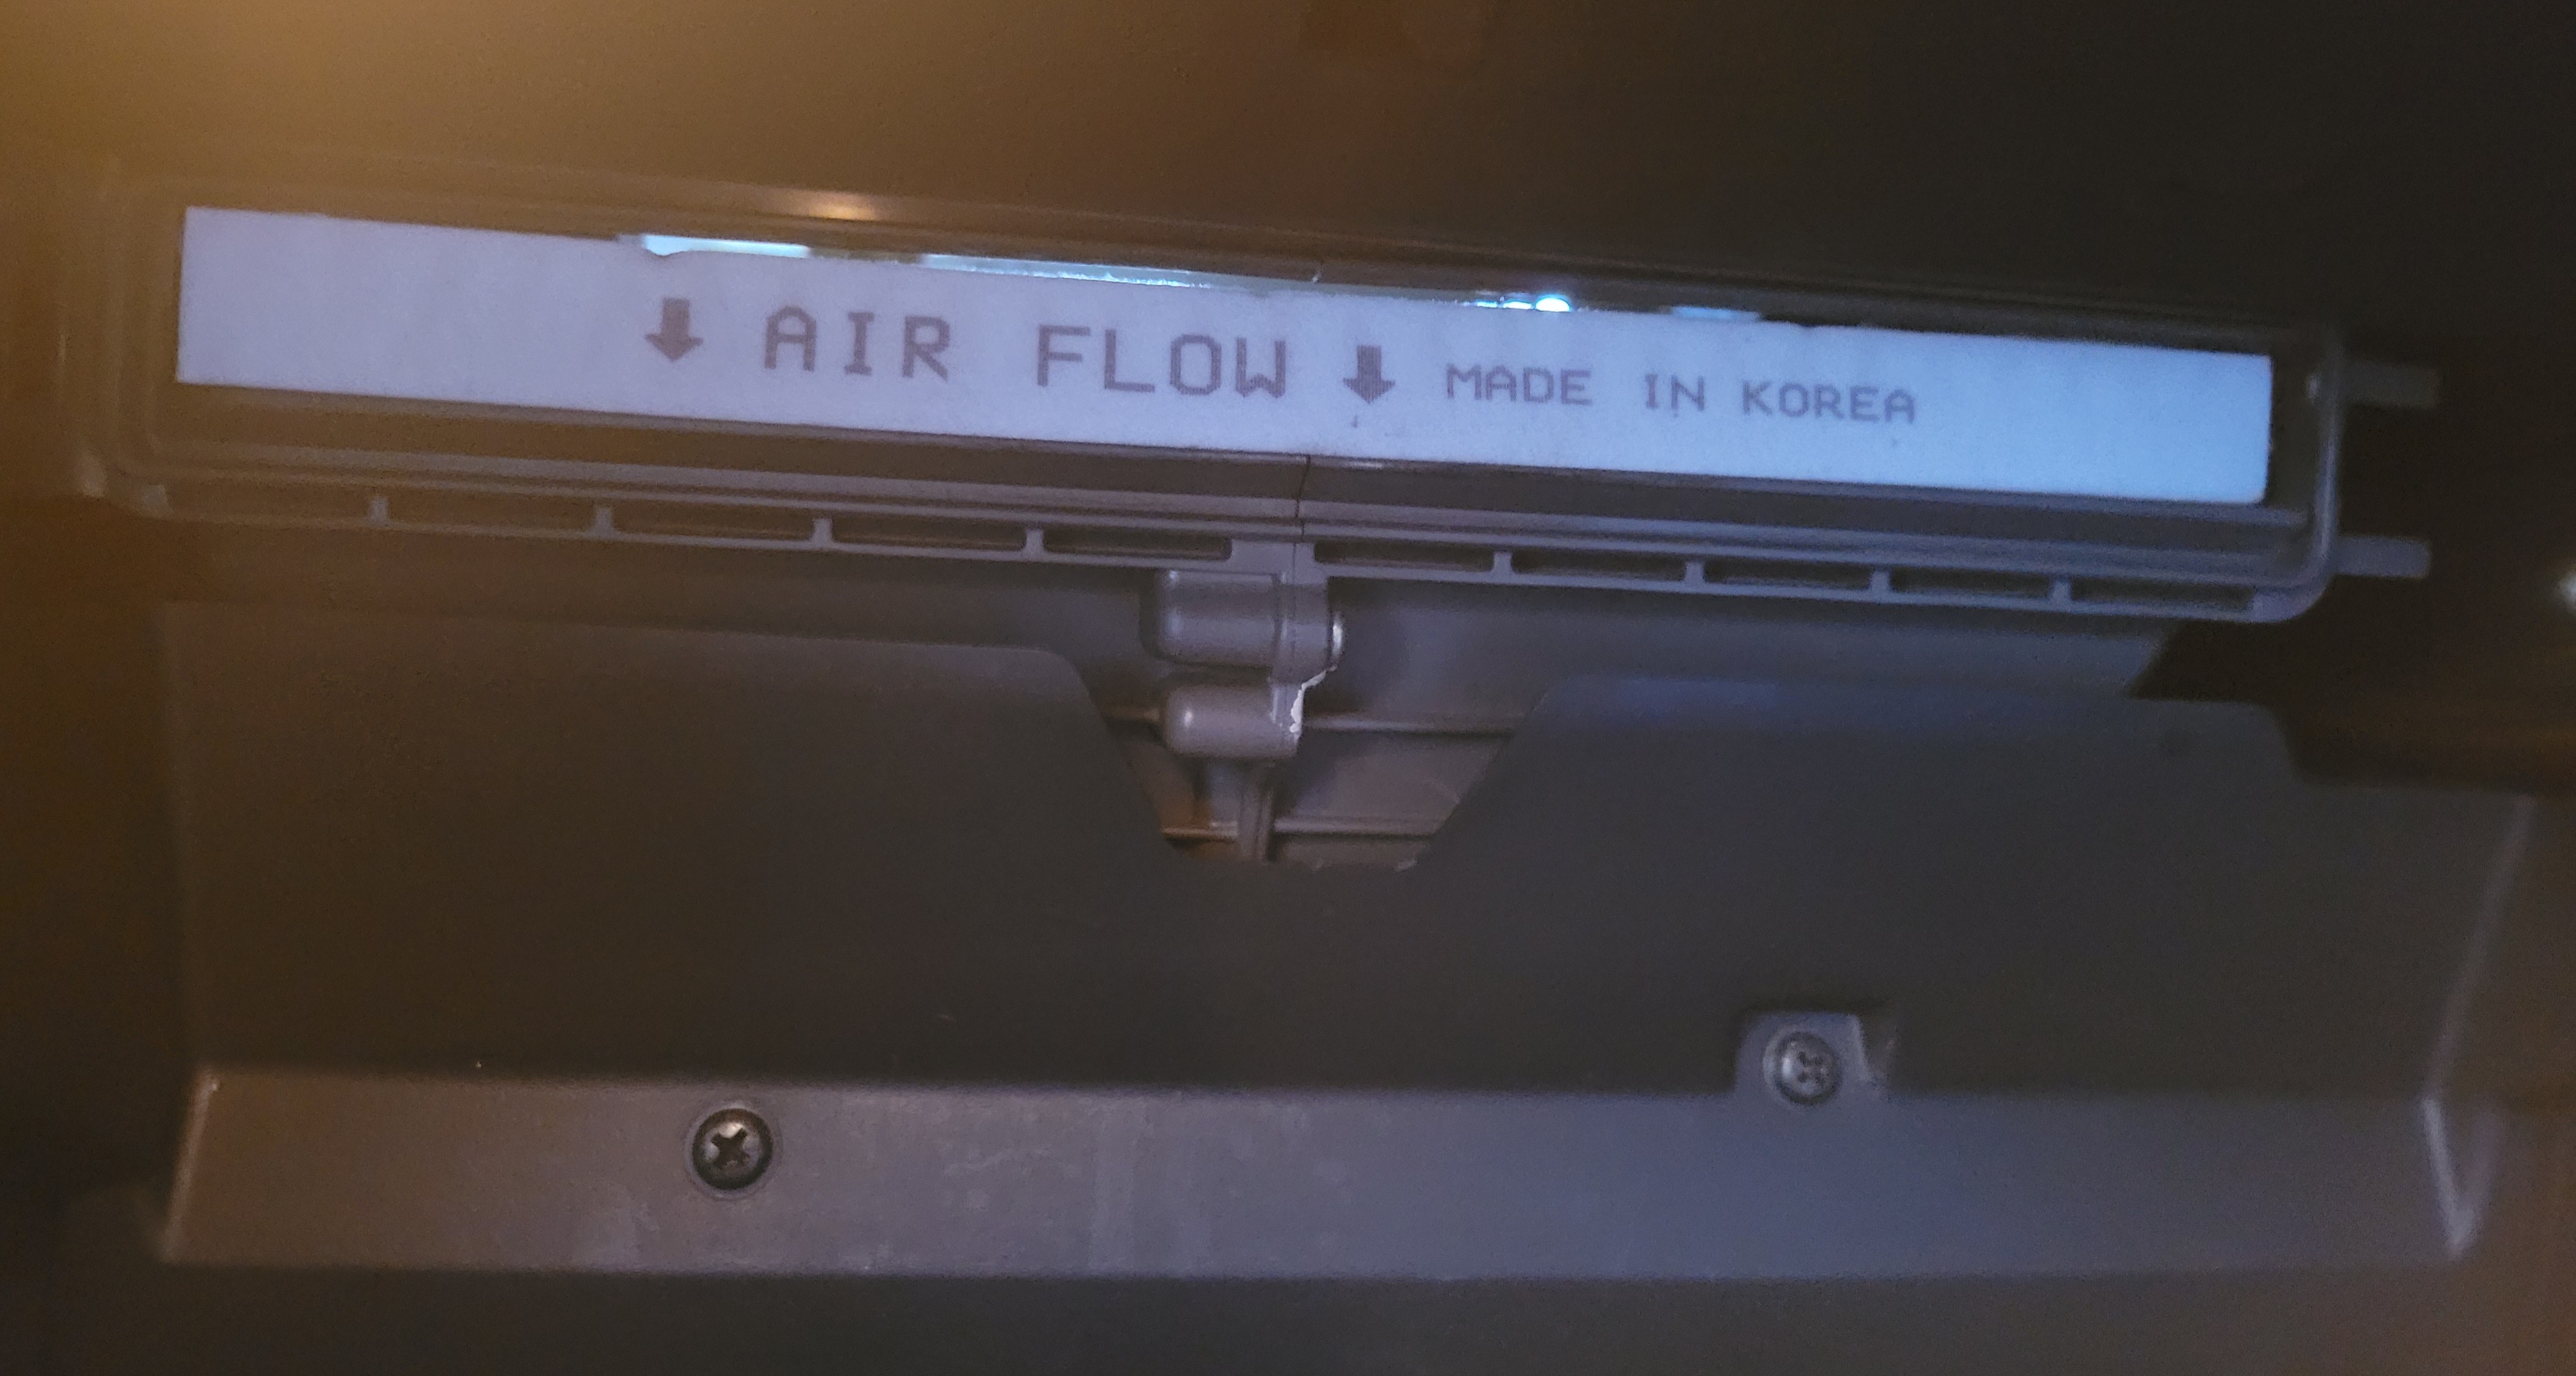 ⬇ AIR FLOW ⬇ MADE IN KOREA